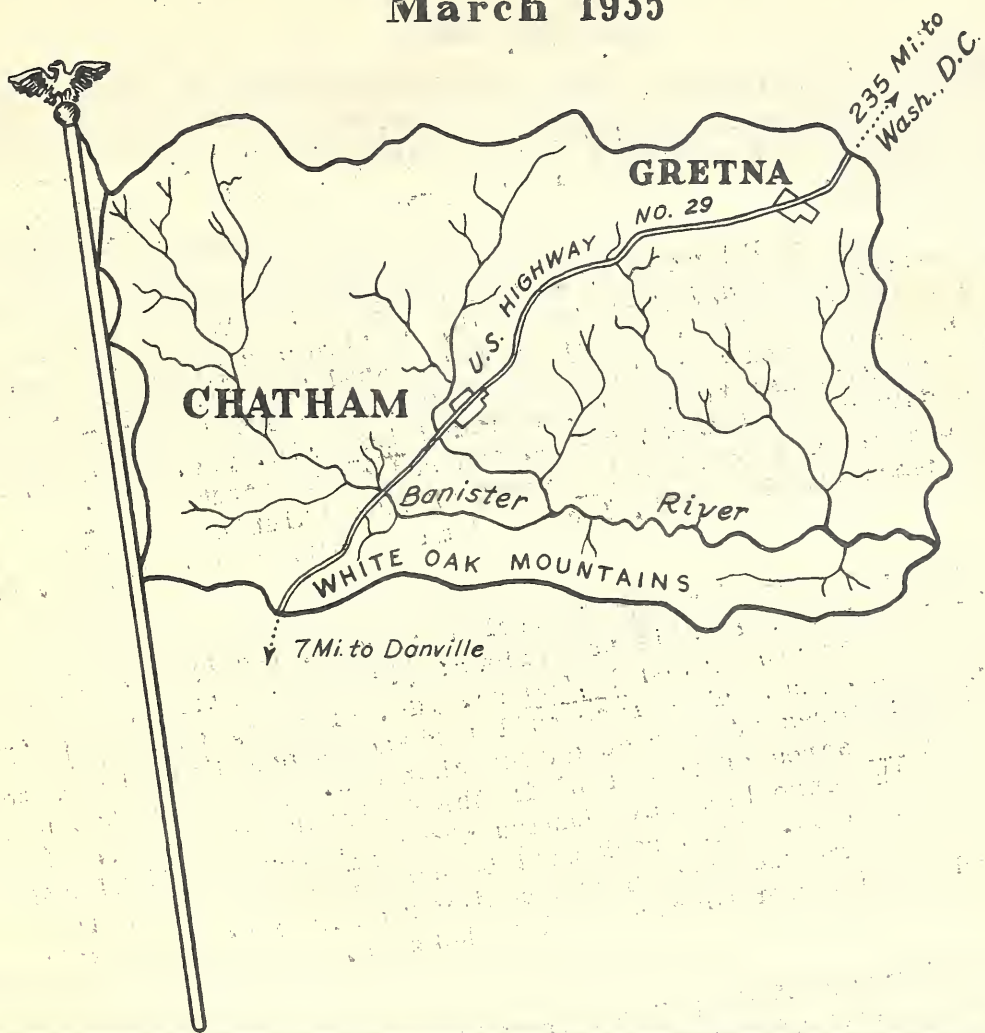 March 1935
235 Mi. to
Wash., D.C.
GRETNA
U.S. HIGHWAY NO. 29
CHATHAM
Banister River
WHITE OAK MOUNTAINS
7 Mi. to Danville